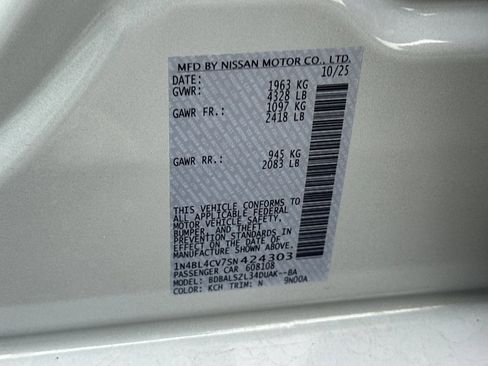 MFD BY NISSAN MOTOR CO., LTD.
DATE: 10/25
GVWR: 1963 KG
4328 LB
GAWR FR.: 1097 KG
2418 LB
GAWR RR.: 945 KG
2083 LB
THIS VEHICLE CONFORMS TO
ALL APPLICABLE FEDERAL
MOTOR VEHICLE SAFETY,
BUMPER, AND THEFT
PREVENTION STANDARDS IN
EFFECT ON THE DATE OF
MANUFACTURE SHOWN ABOVE.
1N4BL4CV7SN424303
PASSENGER CAR 608108
MODEL: BDBALSZL34DUAK--BA
COLOR: KCH TRIM: N 9N00A